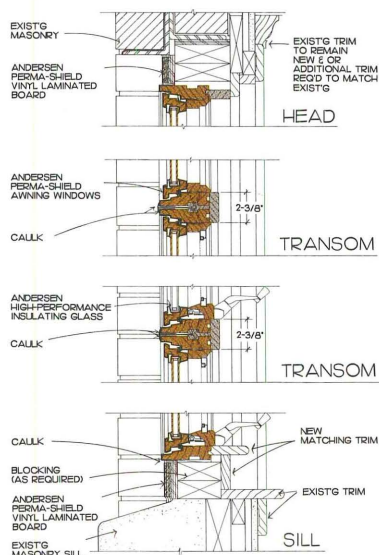 EXIST'G
MASONRY
ANDERSEN
PERMA-SHIELD
VINYL LAMINATED
BOARD
EXIST'G TRIM
TO REMAIN
NEW & OR
ADDITIONAL TRIM
REQ'D TO MATCH
EXIST'G
HEAD
ANDERSEN
PERMA-SHIELD
AWNING WINDOWS
CAULK
2-3/8"
TRANSOM
ANDERSEN
HIGH-PERFORMANCE
INSULATING GLASS
CAULK
2-3/8"
TRANSOM
CAULK
BLOCKING
(AS REQUIRED)
ANDERSEN
PERMA-SHIELD
VINYL LAMINATED
BOARD
EXIST'G
MASONRY SILL
NEW
MATCHING TRIM
EXIST'G TRIM
SILL